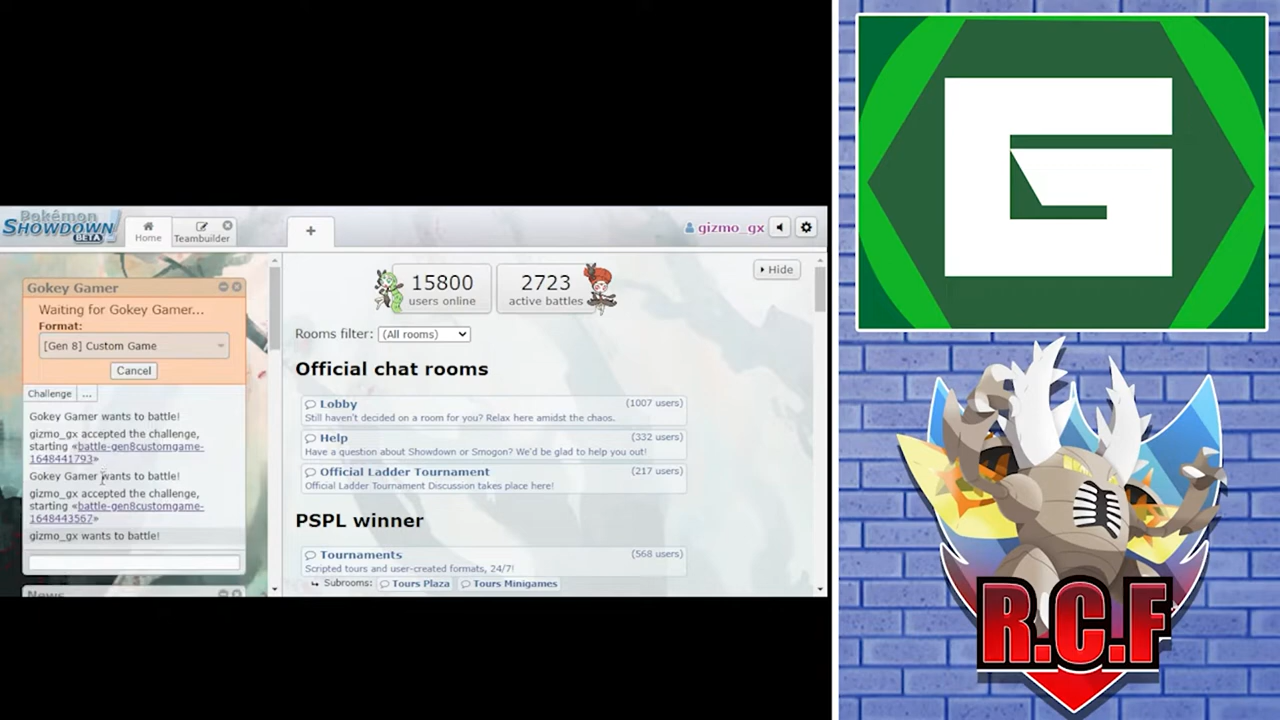 Pokémon
SHOWDOWN
BETA
Home
Teambuilder
+
gizmo_gx
Gokey Gamer
Waiting for Gokey Gamer...
Format:
[Gen 8] Custom Game
Cancel
Challenge
...
Gokey Gamer wants to battle!
gizmo_gx accepted the challenge,
starting «battle-gen8customgame-
1648441793»
Gokey Gamer wants to battle!
gizmo_gx accepted the challenge,
starting «battle-gen8customgame-
1648443567»
gizmo_gx wants to battle!
News
15800
users online
2723
active battles
Hide
Rooms filter: (All rooms)
Official chat rooms
Lobby (1007 users)
Still haven't decided on a room for you? Relax here amidst the chaos.
Help (332 users)
Have a question about Showdown or Smogon? We'd be glad to help you out!
Official Ladder Tournament (217 users)
Official Ladder Tournament Discussion takes place here!
PSPL winner
Tournaments (568 users)
Scripted tours and user-created formats, 24/7!
Subrooms: Tours Plaza Tours Minigames
G
R.C.F